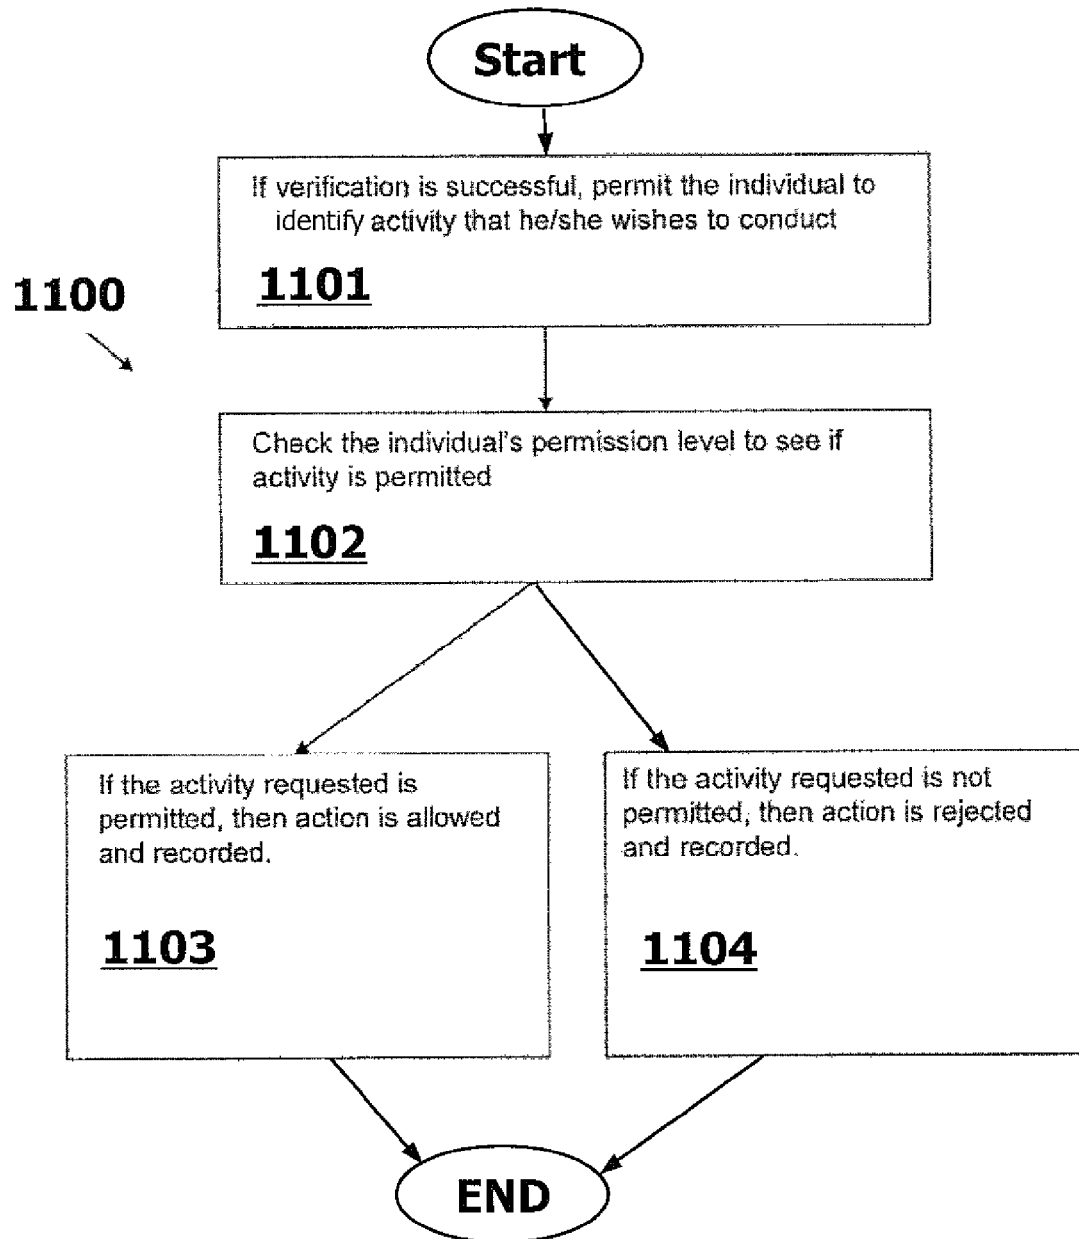 Start
If verification is successful, permit the individual to
identify activity that he/she wishes to conduct
1101
1100
Check the individual's permission level to see if
activity is permitted
1102
If the activity requested is
permitted, then action is allowed
and recorded.
1103
If the activity requested is not
permitted, then action is rejected
and recorded.
1104
END